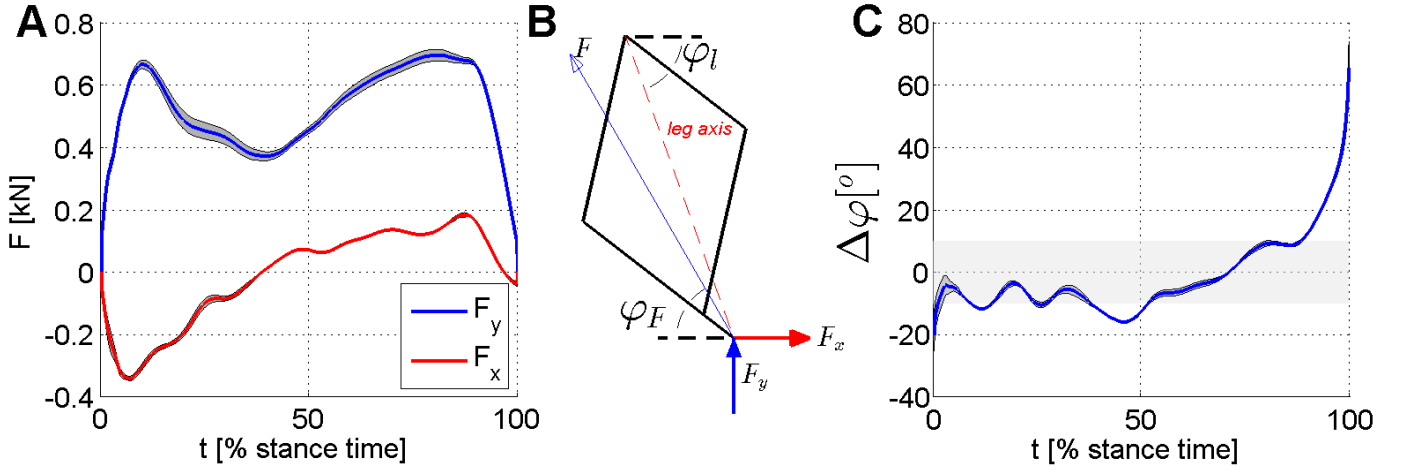 A
F [kN]
0.8
0.6
0.4
0.2
0
-0.2
-0.4
0
50
100
t [% stance time]
F_y
F_x
B
F
φ_l
leg axis
φ_F
F_x
F_y
C
Δφ[°]
80
60
40
20
0
-20
-40
0
50
100
t [% stance time]